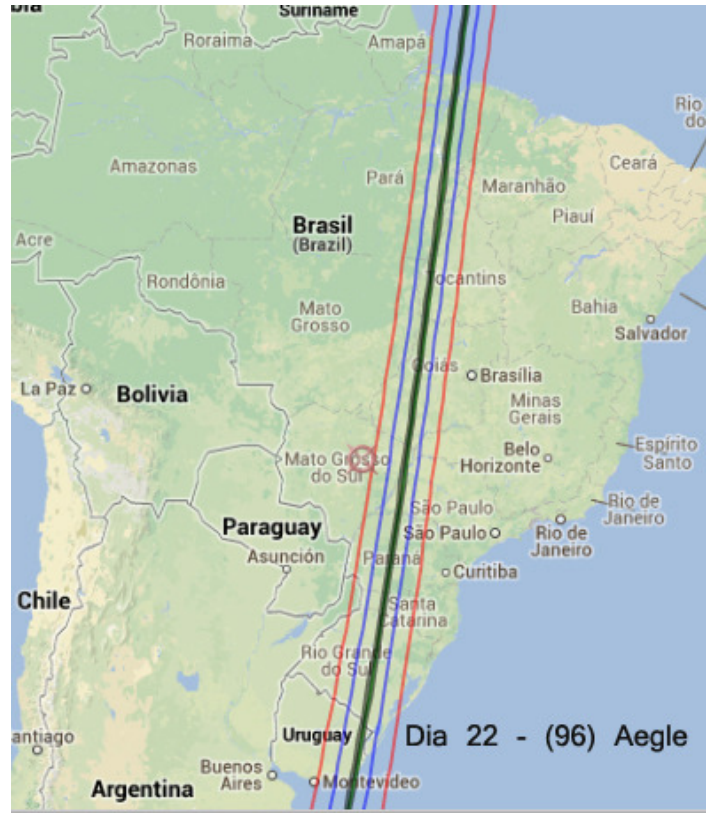 Suriname
Roraima
Amapá
Rio
do
Ceará
Amazonas
Pará
Maranhão
Piauí
Brasil
(Brazil)
Acre
Rondônia
Tocantins
Mato
Grosso
Bahia
Salvador
La Paz
Bolivia
Goiás
Brasília
Minas
Gerais
Belo
Horizonte
Espírito
Santo
Mato Grosso
do Sul
São Paulo
Rio de
Janeiro
Paraguay
São Paulo
Rio de
Janeiro
Asunción
Paraná
Curitiba
Chile
Santa
Catarina
Rio Grande
do Sul
antiago
Uruguay
Dia 22 - (96) Aegle
Buenos
Aires
Montevideo
Argentina